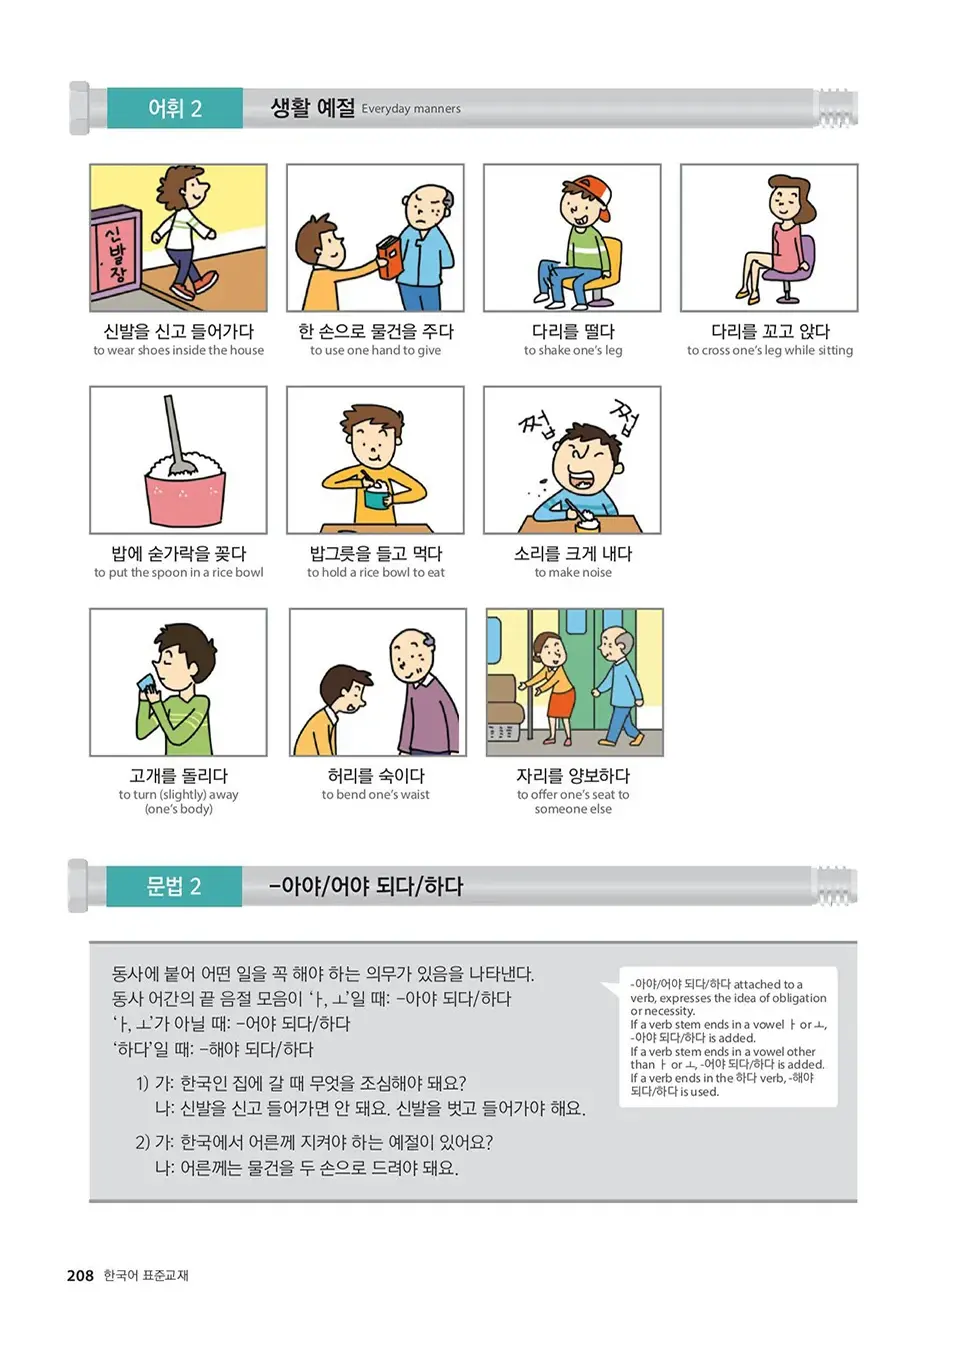 어휘 2
생활 예절 Everyday manners
신발장
신발을 신고 들어가다
to wear shoes inside the house
한 손으로 물건을 주다
to use one hand to give
다리를 떨다
to shake one's leg
다리를 꼬고 앉다
to cross one's leg while sitting
쩝 쩝
밥에 숟가락을 꽂다
to put the spoon in a rice bowl
밥그릇을 들고 먹다
to hold a rice bowl to eat
소리를 크게 내다
to make noise
고개를 돌리다
to turn (slightly) away
(one's body)
허리를 숙이다
to bend one's waist
자리를 양보하다
to offer one's seat to
someone else
문법 2
-아야/어야 되다/하다
동사에 붙어 어떤 일을 꼭 해야 하는 의무가 있음을 나타낸다.
동사 어간의 끝 음절 모음이 'ㅏ, ㅗ'일 때: -아야 되다/하다
'ㅏ, ㅗ'가 아닐 때: -어야 되다/하다
'하다'일 때: -해야 되다/하다
1) 가: 한국인 집에 갈 때 무엇을 조심해야 돼요?
나: 신발을 신고 들어가면 안 돼요. 신발을 벗고 들어가야 해요.
2) 가: 한국에서 어른께 지켜야 하는 예절이 있어요?
나: 어른께는 물건을 두 손으로 드려야 돼요.
-아야/어야 되다/하다 attached to a
verb, expresses the idea of obligation
or necessity.
If a verb stem ends in a vowel ㅏ or ㅗ,
-아야 되다/하다 is added.
If a verb stem ends in a vowel other
than ㅏ or ㅗ, -어야 되다/하다 is added.
If a verb ends in the 하다 verb, -해야
되다/하다 is used.
208 한국어 표준교재